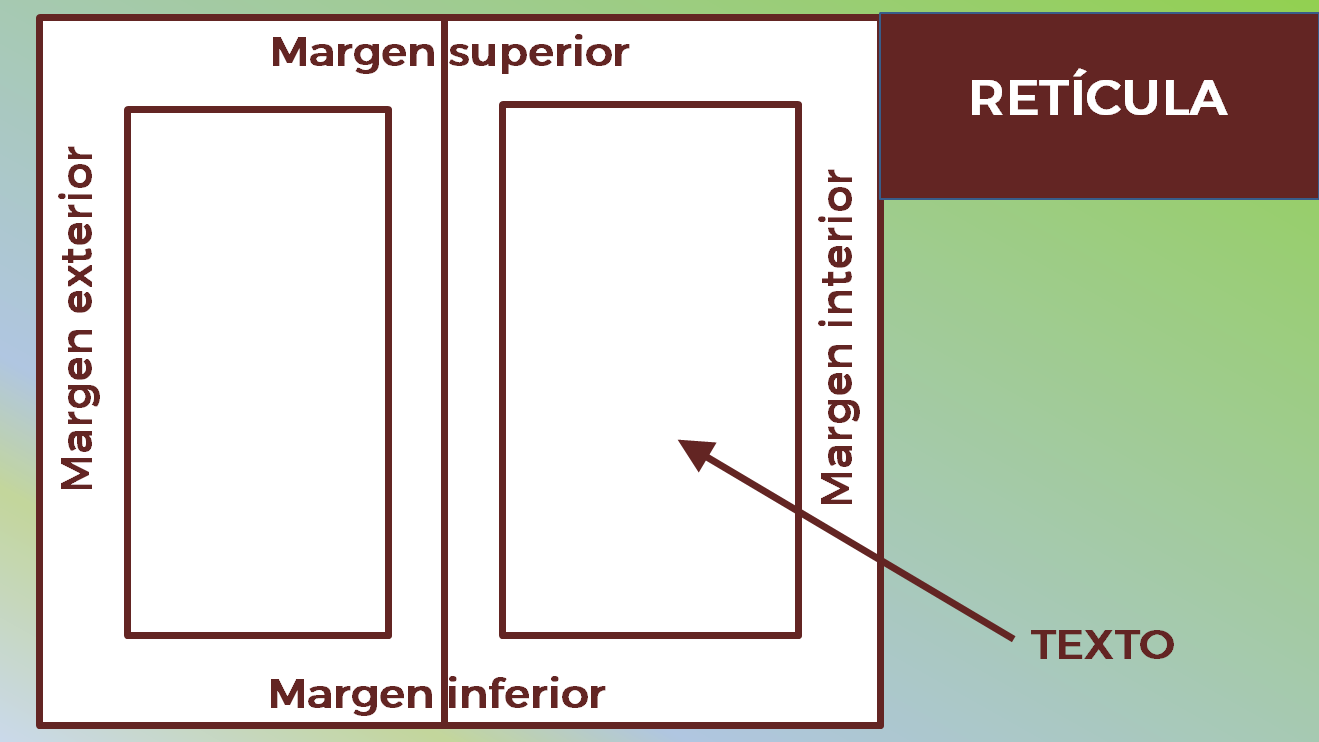 Margen superior
RETÍCULA
Margen exterior
Margen interior
TEXTO
Margen inferior